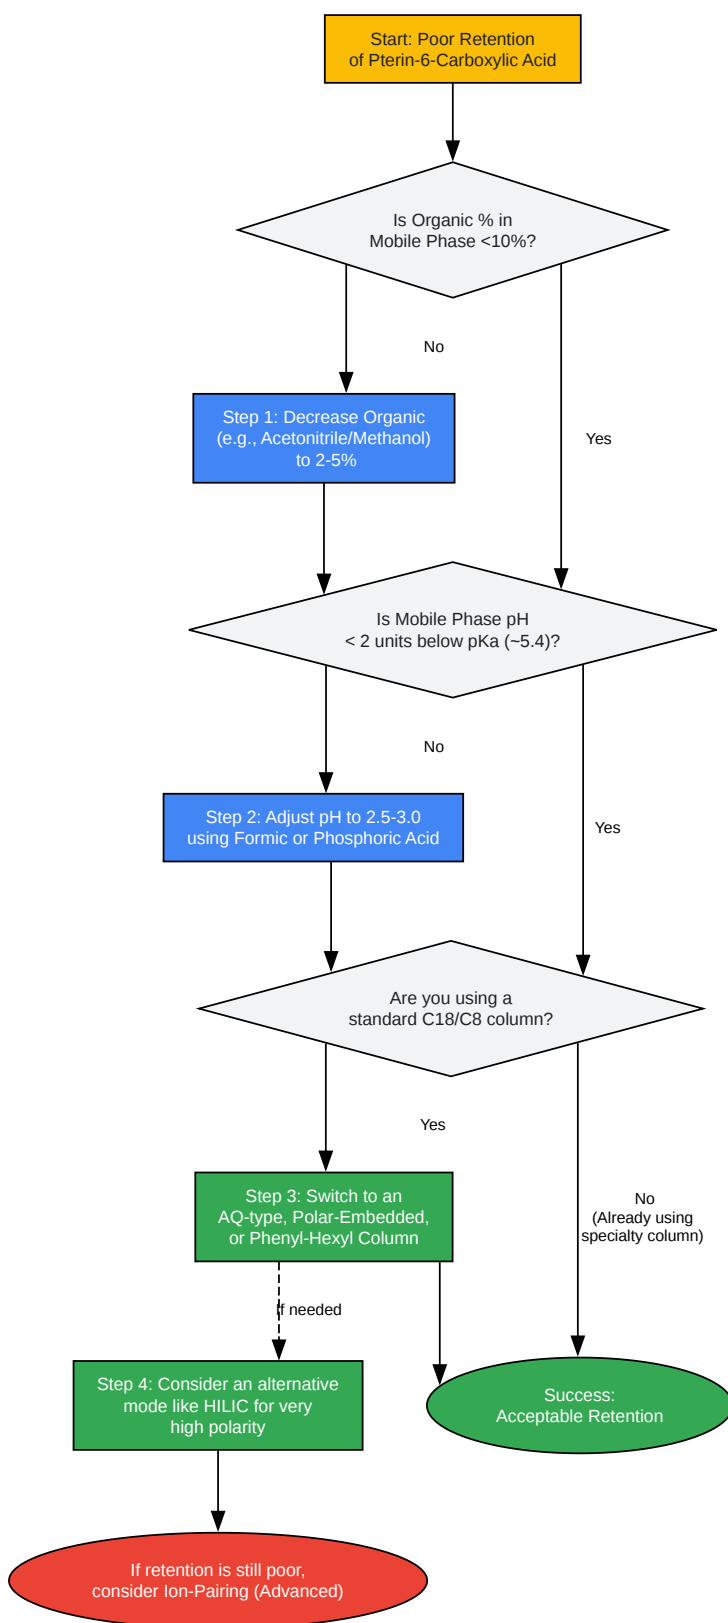 Start: Poor Retention
of Pterin-6-Carboxylic Acid
Is Organic % in
Mobile Phase <10%?
No
Step 1: Decrease Organic
(e.g., Acetonitrile/Methanol)
to 2-5%
Yes
Is Mobile Phase pH
< 2 units below pKa (~5.4)?
No
Step 2: Adjust pH to 2.5-3.0
using Formic or Phosphoric Acid
Yes
Are you using a
standard C18/C8 column?
Yes
Step 3: Switch to an
AQ-type, Polar-Embedded,
or Phenyl-Hexyl Column
No
(Already using
specialty column)
If needed
Step 4: Consider an alternative
mode like HILIC for very
high polarity
Success:
Acceptable Retention
If retention is still poor,
consider Ion-Pairing (Advanced)